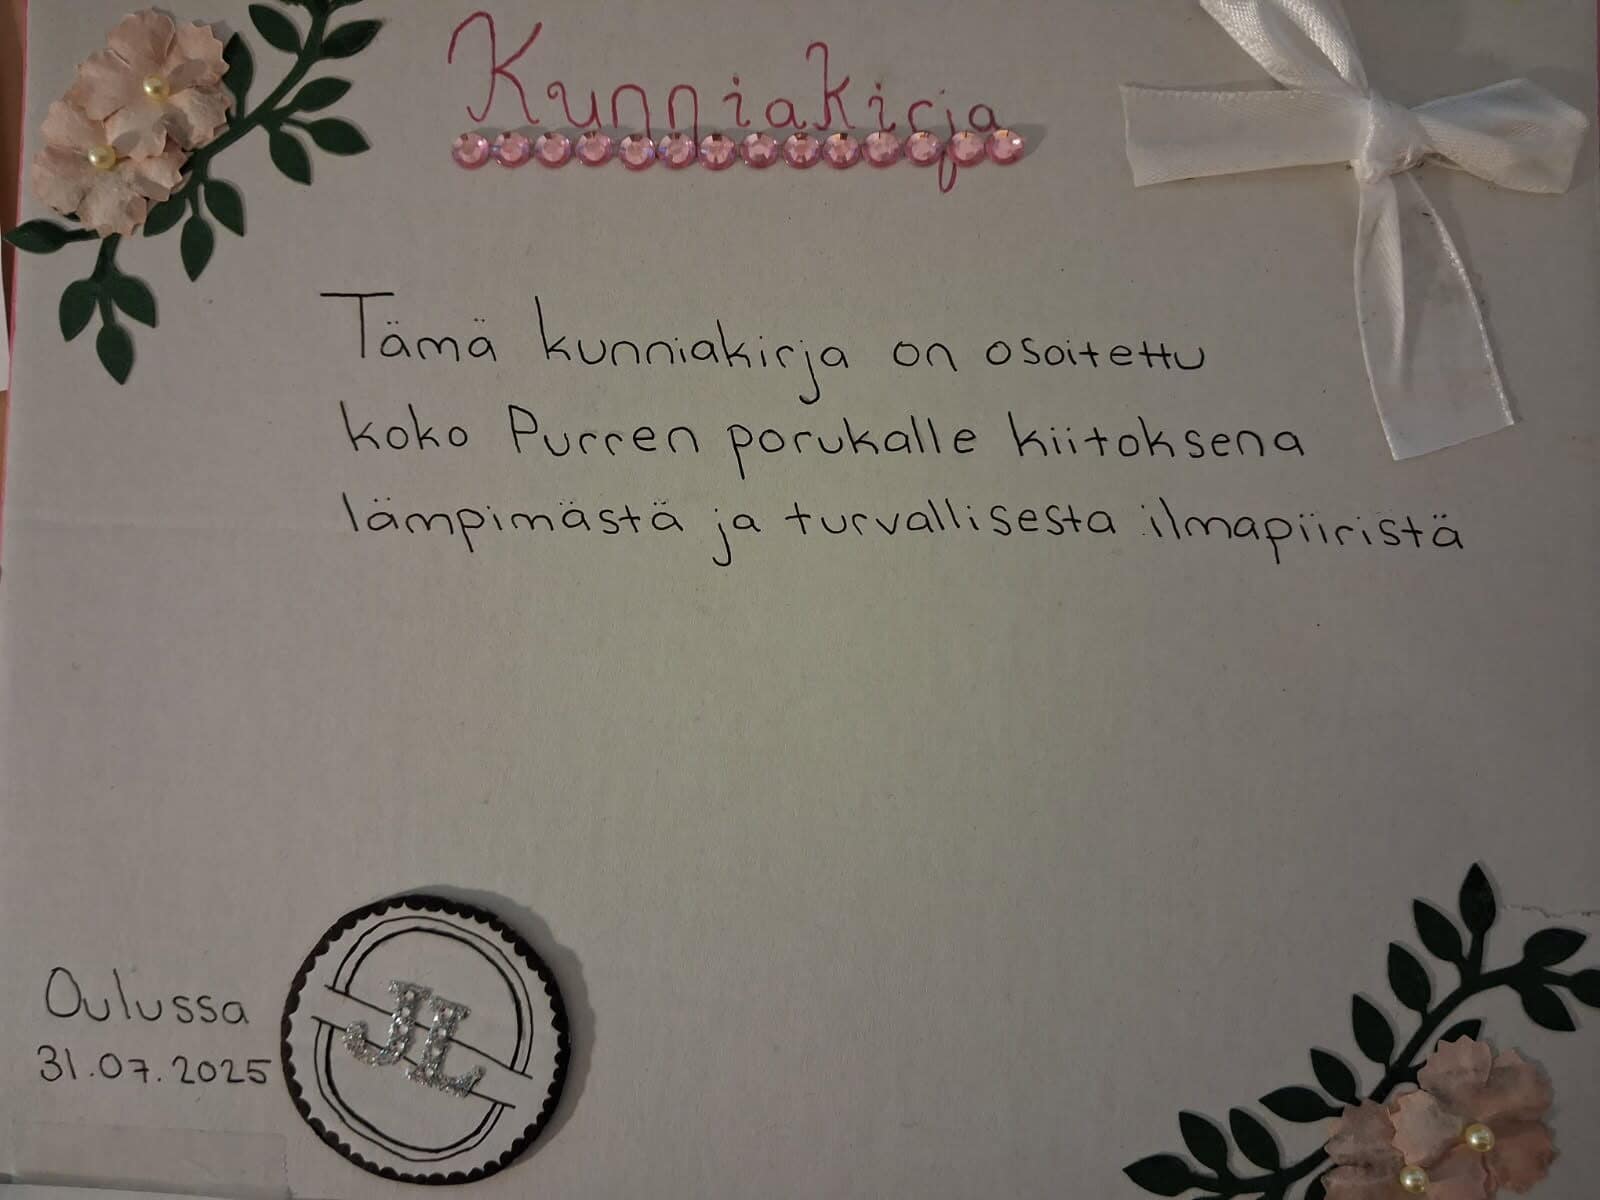 Kunniakirja
Tämä kunniakirja on osoitettu
koko Purren porukalle kiitoksena
lämpimästä ja turvallisesta ilmapiiristä
Oulussa
31.07.2025
JL